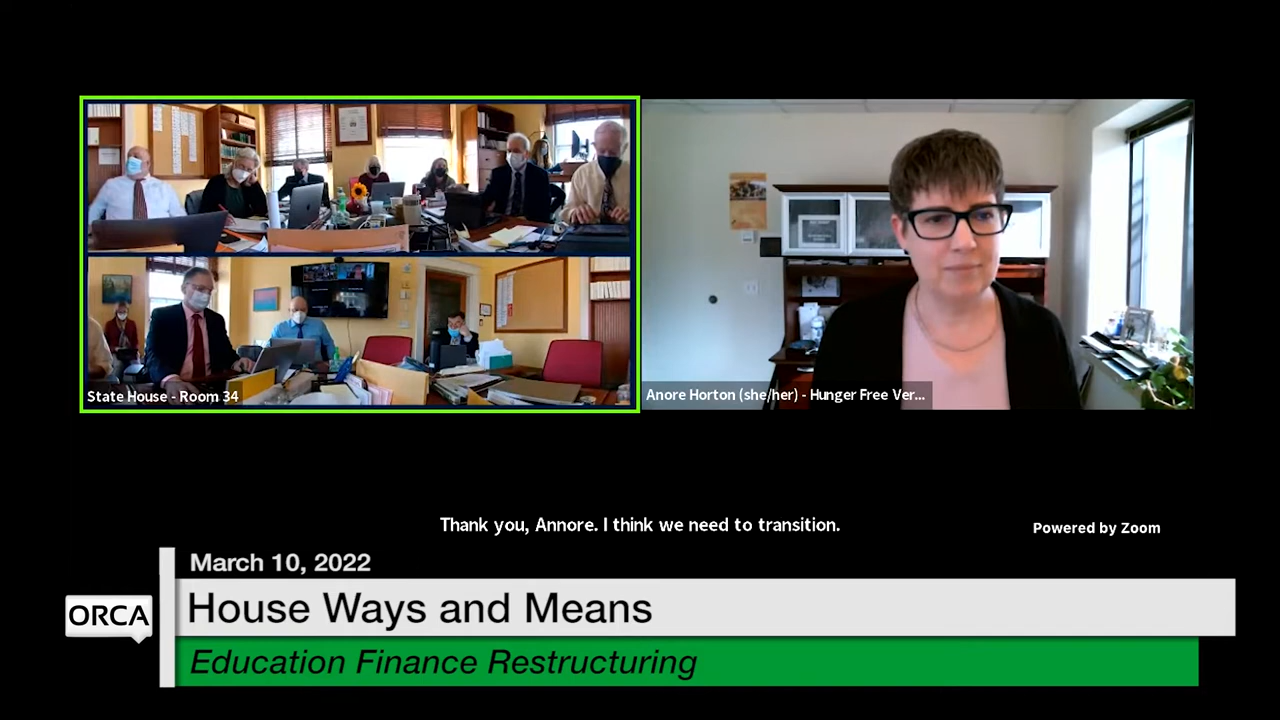 State House - Room 34
Anore Horton (she/her) - Hunger Free Ver...
Thank you, Annore. I think we need to transition.
Powered by Zoom
March 10, 2022
ORCA
House Ways and Means
Education Finance Restructuring